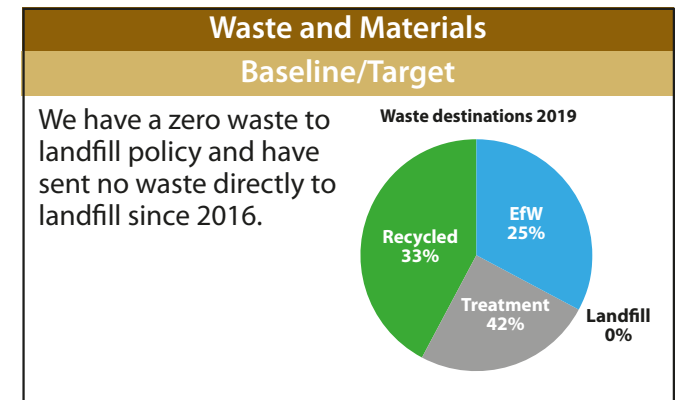 Waste and Materials
Baseline/Target
We have a zero waste to
landfill policy and have
sent no waste directly to
landfill since 2016.
Waste destinations 2019
EfW
25%
Recycled
33%
Treatment
42%
Landfill
0%